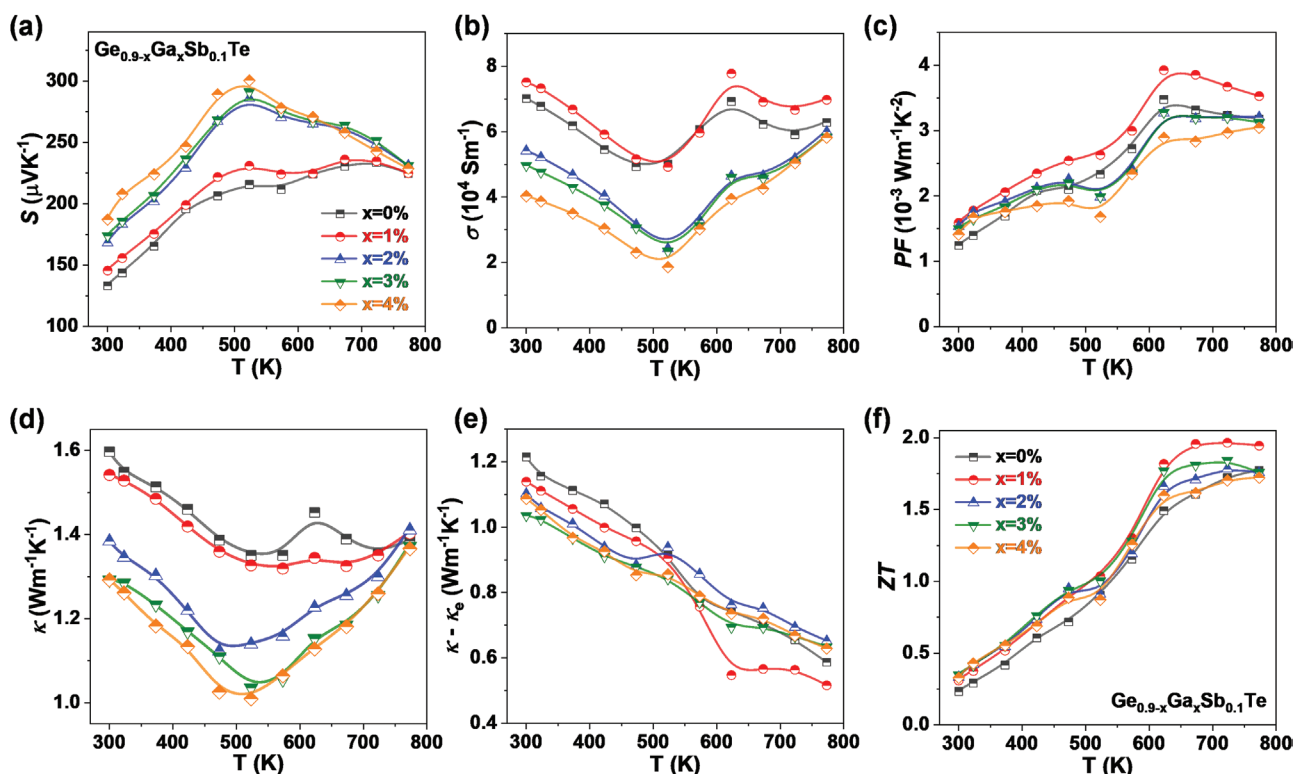 (a)
Ge0.9-xGaxSb0.1Te
S (μVK⁻¹)
300
250
200
150
100
x=0%
x=1%
x=2%
x=3%
x=4%
300 400 500 600 700 800
T (K)
(b)
σ (10⁴ Sm⁻¹)
8
6
4
2
0
300 400 500 600 700 800
T (K)
(c)
PF (10⁻³ Wm⁻¹K⁻²)
4
3
2
1
0
300 400 500 600 700 800
T (K)
(d)
κ (Wm⁻¹K⁻¹)
1.6
1.4
1.2
1.0
300 400 500 600 700 800
T (K)
(e)
κ - κe (Wm⁻¹K⁻¹)
1.2
1.0
0.8
0.6
0.4
300 400 500 600 700 800
T (K)
(f)
ZT
2.0
1.5
1.0
0.5
0.0
x=0%
x=1%
x=2%
x=3%
x=4%
Ge0.9-xGaxSb0.1Te
300 400 500 600 700 800
T (K)